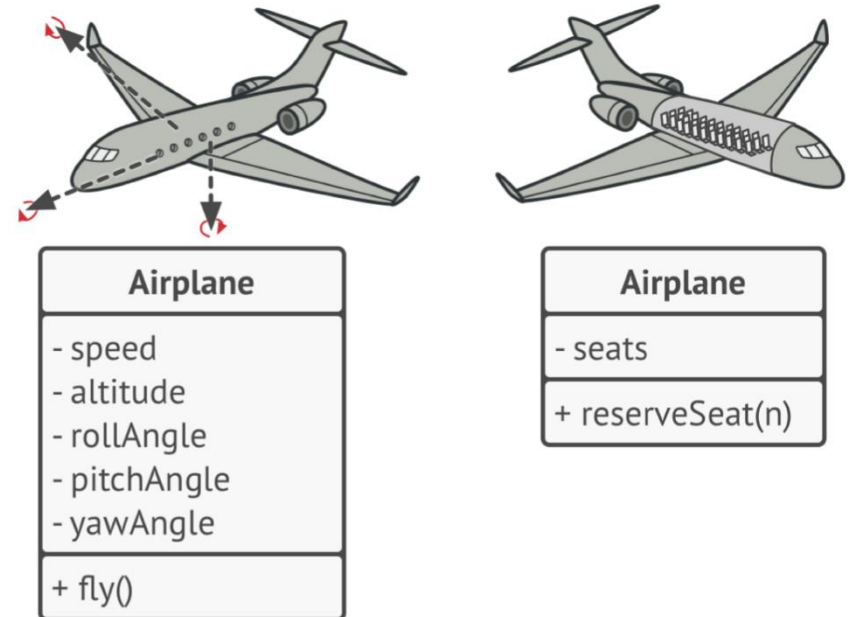 Airplane
- speed
- altitude
- rollAngle
- pitchAngle
- yawAngle
+ fly()
Airplane
- seats
+ reserveSeat(n)